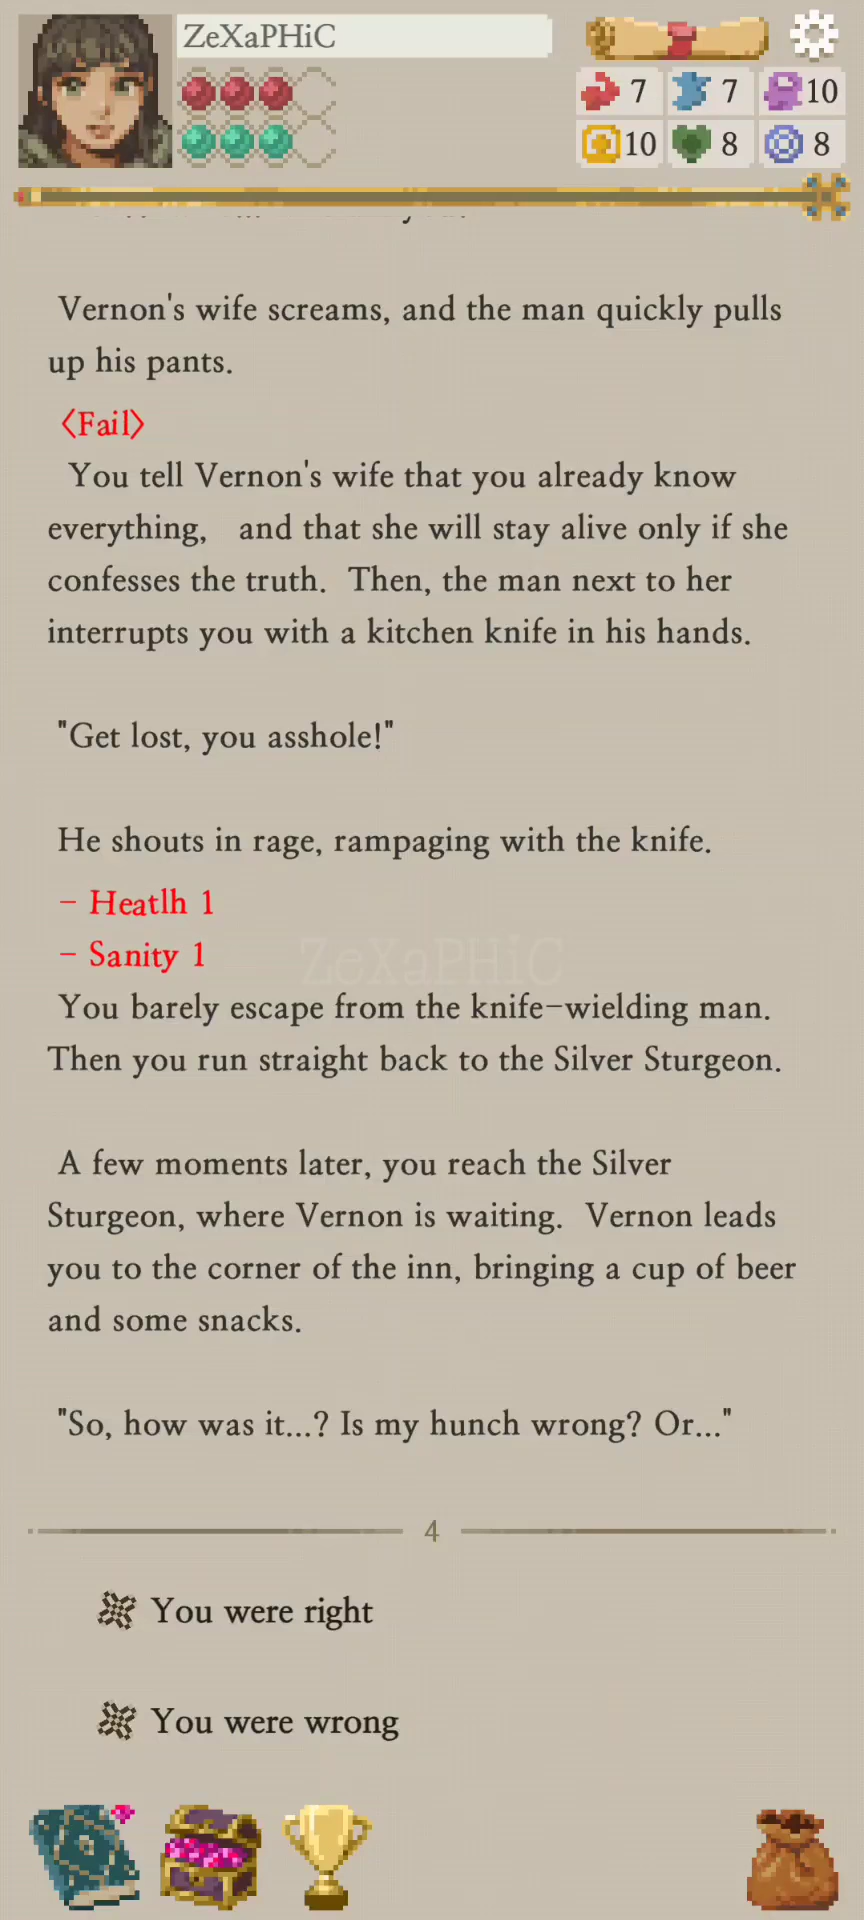 ZeXaPHiC
7 7 10
10 8 8
Vernon's wife screams, and the man quickly pulls
up his pants.
〈Fail〉
You tell Vernon's wife that you already know
everything, and that she will stay alive only if she
confesses the truth. Then, the man next to her
interrupts you with a kitchen knife in his hands.
"Get lost, you asshole!"
He shouts in rage, rampaging with the knife.
- Heatlh 1
- Sanity 1
ZeXaPHiC
You barely escape from the knife-wielding man.
Then you run straight back to the Silver Sturgeon.
A few moments later, you reach the Silver
Sturgeon, where Vernon is waiting. Vernon leads
you to the corner of the inn, bringing a cup of beer
and some snacks.
"So, how was it...? Is my hunch wrong? Or..."
4
You were right
You were wrong